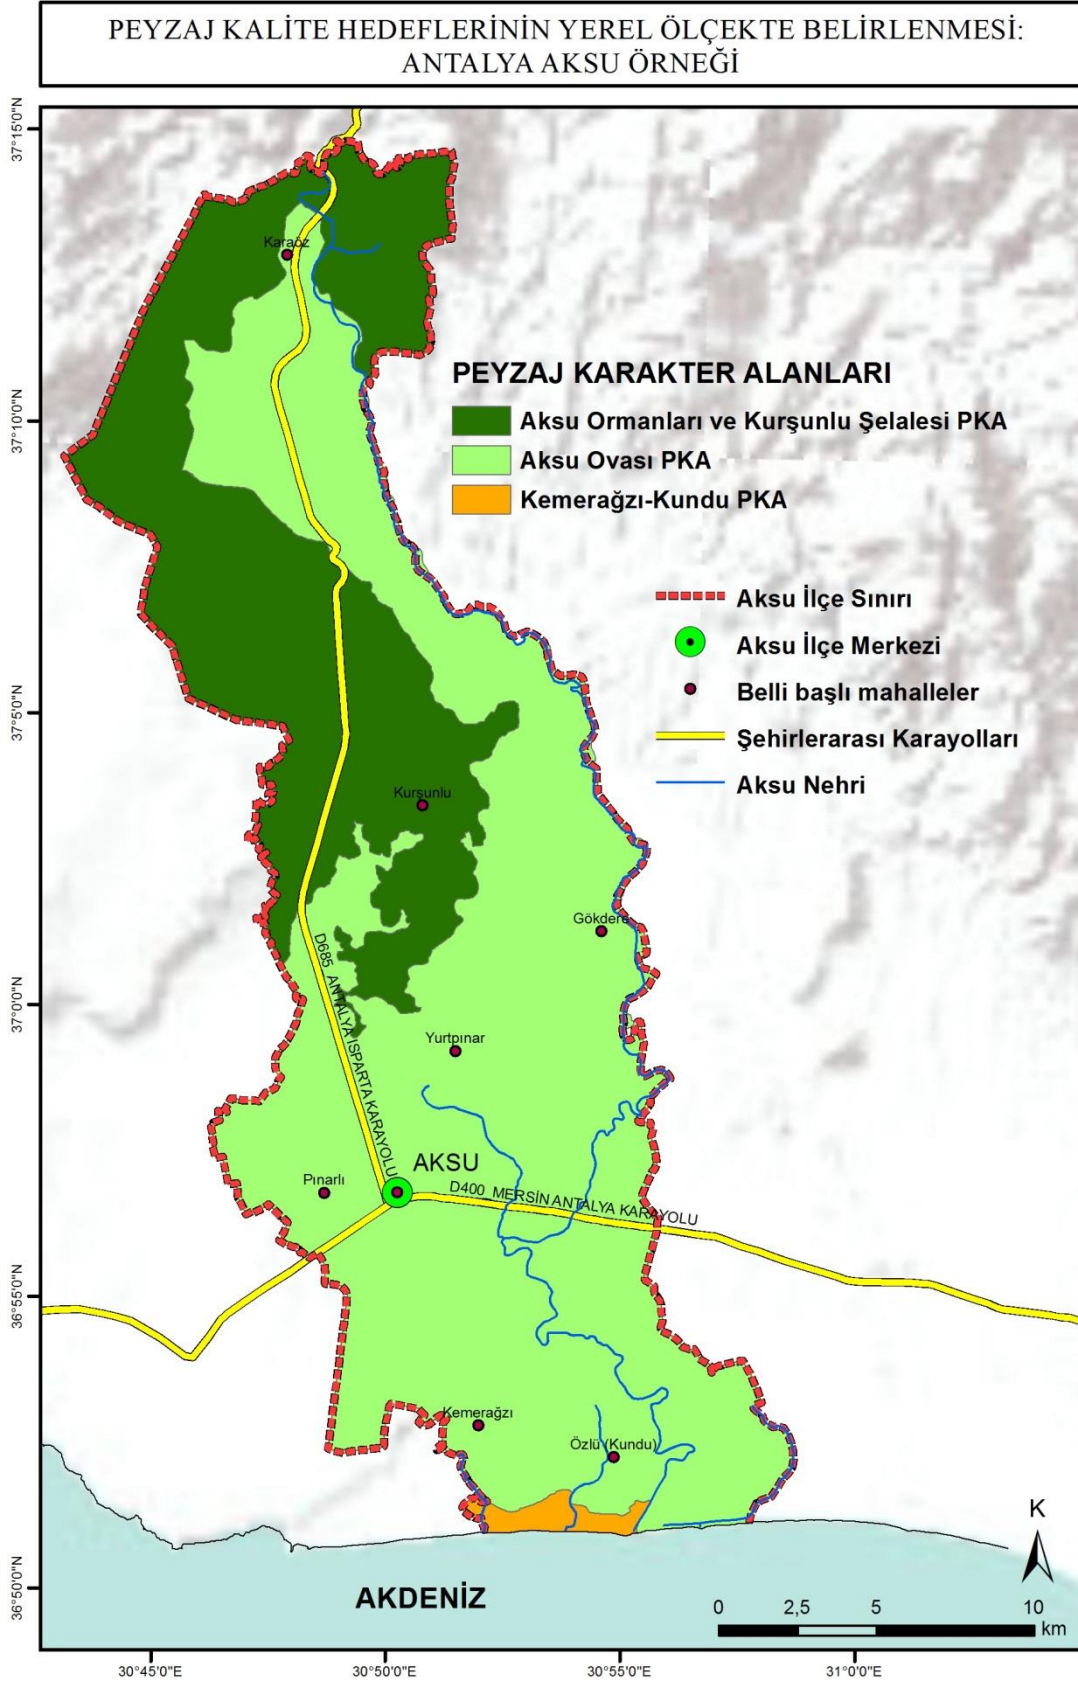 PEYZAJ KALİTE HEDEFLERİNİN YEREL ÖLÇEKTE BELİRLENMESİ:
ANTALYA AKSU ÖRNEĞİ
37°15'0"N
37°10'0"N
37°5'0"N
37°0'0"N
36°55'0"N
36°50'0"N
Karaöz
PEYZAJ KARAKTER ALANLARI
Aksu Ormanları ve Kurşunlu Şelalesi PKA
Aksu Ovası PKA
Kemerağzı-Kundu PKA
Aksu İlçe Sınırı
Aksu İlçe Merkezi
Belli başlı mahalleler
Şehirlerarası Karayolları
Aksu Nehri
Kurşunlu
Gökdere
D685_ANTALYA ISPARTA KARAYOLU
Yurtpınar
AKSU
Pınarlı
D400_MERSİN ANTALYA KARAYOLU
Kemerağzı
Özlü (Kundu)
K
AKDENİZ
0 2,5 5 10
km
30°45'0"E 30°50'0"E 30°55'0"E 31°0'0"E